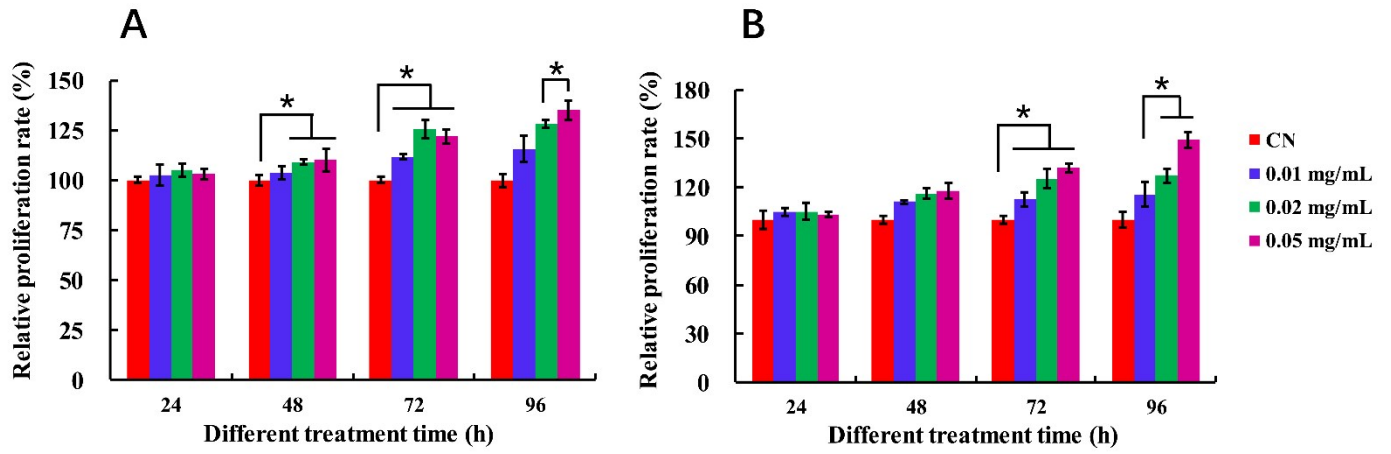 A
Relative proliferation rate (%)
150
125
100
75
50
25
0
*
*
*
24
48
72
96
Different treatment time (h)
B
Relative proliferation rate (%)
180
150
120
90
60
30
0
*
*
24
48
72
96
Different treatment time (h)
CN
0.01 mg/mL
0.02 mg/mL
0.05 mg/mL